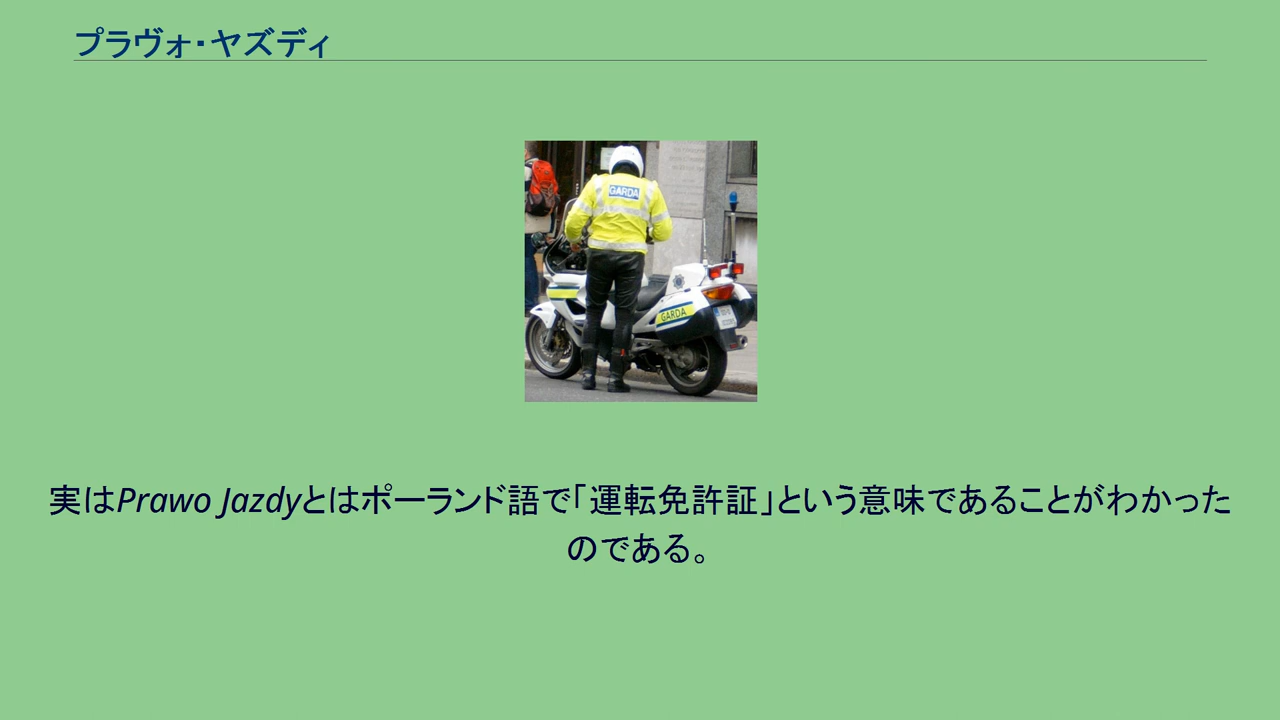 プラヴォ・ヤズディ
GARDA
GARDA
実はPrawo Jazdyとはポーランド語で「運転免許証」という意味であることがわかった
のである。